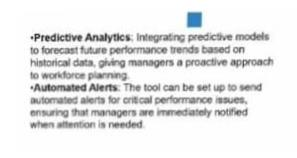 •Predictive Analytics: Integrating predictive models
to forecast future performance trends based on
historical data, giving managers a proactive approach
to workforce planning.
•Automated Alerts: The tool can be set up to send
automated alerts for critical performance issues,
ensuring that managers are immediately notified
when attention is needed.